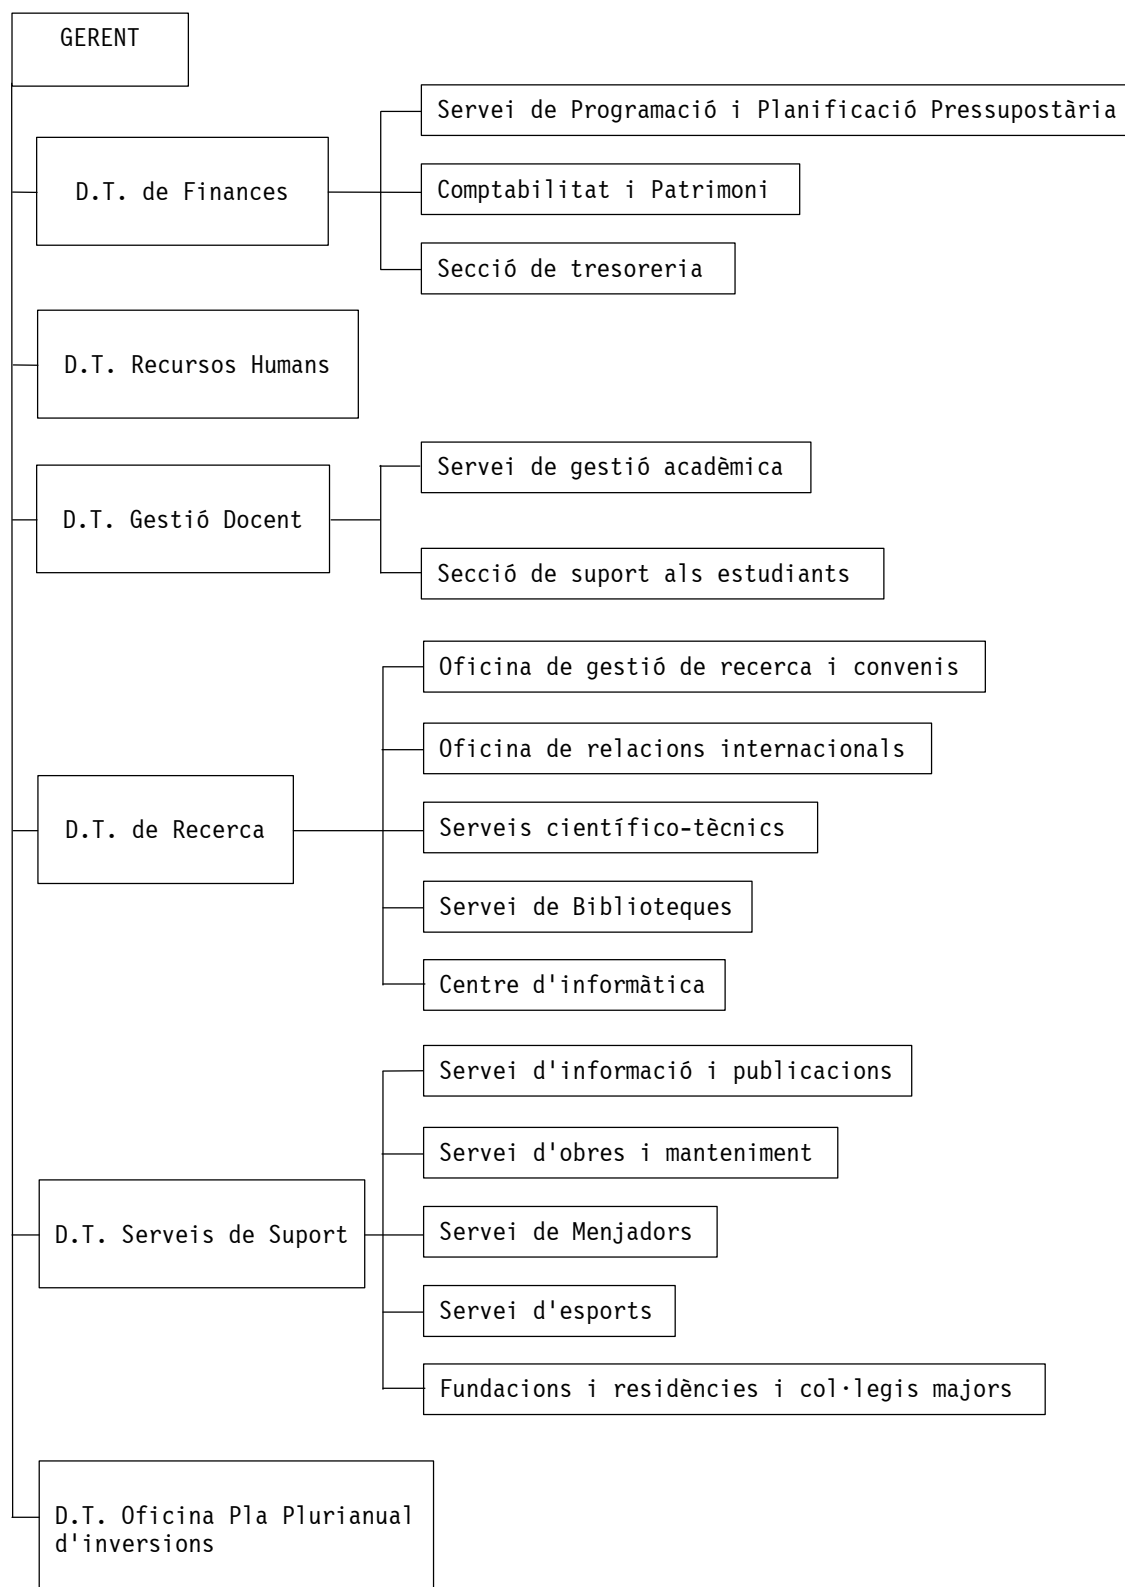 GERENT
Servei de Programació i Planificació Pressupostària
D.T. de Finances
Comptabilitat i Patrimoni
Secció de tresoreria
D.T. Recursos Humans
Servei de gestió acadèmica
D.T. Gestió Docent
Secció de suport als estudiants
Oficina de gestió de recerca i convenis
Oficina de relacions internacionals
D.T. de Recerca
Serveis científico-tècnics
Servei de Biblioteques
Centre d'informàtica
Servei d'informació i publicacions
Servei d'obres i manteniment
D.T. Serveis de Suport
Servei de Menjadors
Servei d'esports
Fundacions i residències i col·legis majors
D.T. Oficina Pla Plurianual
d'inversions